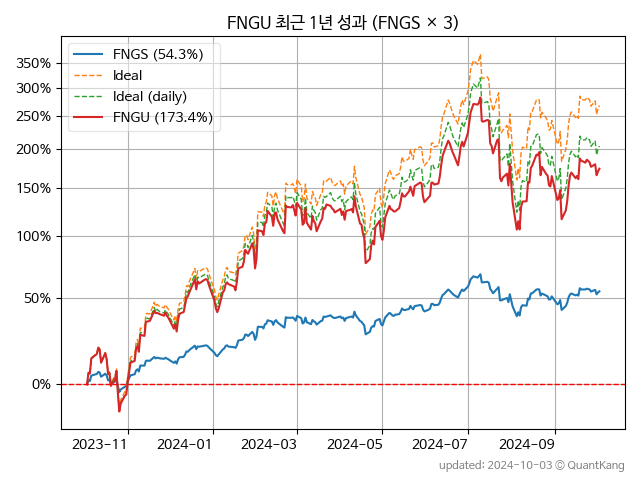 FNGU 최근 1년 성과 (FNGS × 3)
FNGS (54.3%)
Ideal
Ideal (daily)
FNGU (173.4%)
350%
300%
250%
200%
150%
100%
50%
0%
2023-11 2024-01 2024-03 2024-05 2024-07 2024-09
updated: 2024-10-03 © QuantKang